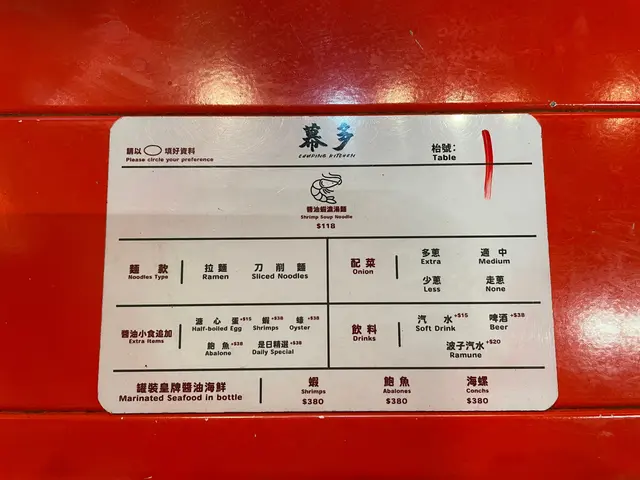 請以 填好資料
Please circle your preference
幕多
CAMPING KITCHEN
枱號:
Table
醬油蝦濃湯麵
Shrimp Soup Noodle
$118
麵款
Noodles Type
拉麵
Ramen
刀削麵
Sliced Noodles
配菜
Onion
多蔥
Extra
適中
Medium
少蔥
Less
走蔥
None
醬油小食追加
Extra Items
溏心蛋 +$15
Half-boiled Egg
蝦 +$38
Shrimps
蠔 +$38
Oyster
鮑魚 +$38
Abalone
是日精選 +$38
Daily Special
飲料
Drinks
汽水 +$15
Soft Drink
啤酒 +$38
Beer
波子汽水 +$20
Ramune
罐裝皇牌醬油海鮮
Marinated Seafood in bottle
蝦
Shrimps
$380
鮑魚
Abalones
$380
海螺
Conchs
$380